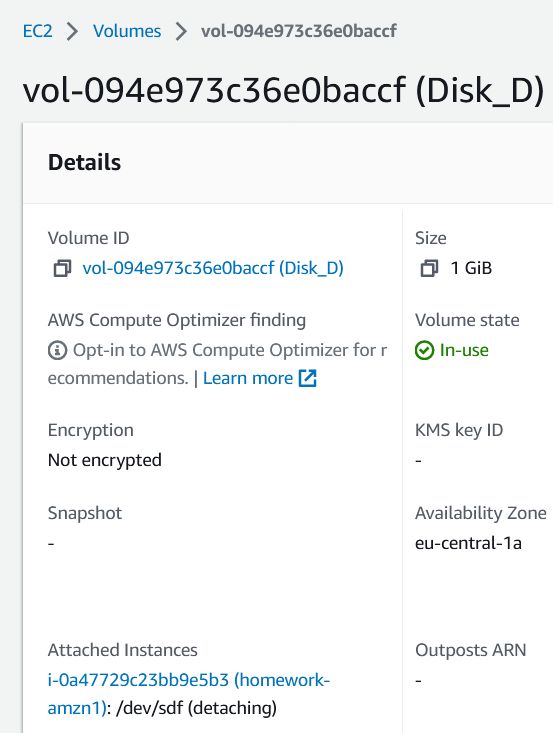 EC2 > Volumes > vol-094e973c36e0baccf
vol-094e973c36e0baccf (Disk_D)
Details
Volume ID
vol-094e973c36e0baccf (Disk_D)
Size
1 GiB
AWS Compute Optimizer finding
Opt-in to AWS Compute Optimizer for r
ecommendations. | Learn more
Volume state
In-use
Encryption
Not encrypted
KMS key ID
-
Snapshot
-
Availability Zone
eu-central-1a
Attached Instances
i-0a47729c23bb9e5b3 (homework-
amzn1): /dev/sdf (detaching)
Outposts ARN
-